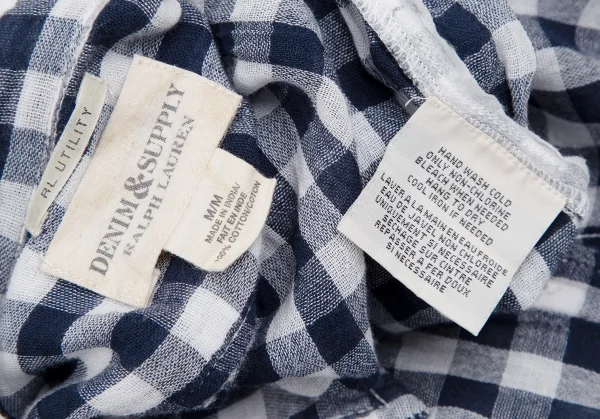 RL UTILITY
DENIM & SUPPLY
RALPH LAUREN
M/M
MADE IN INDIA/
FAIT EN INDE
100% COTTON/COTON
HAND WASH COLD
ONLY NON-CHLORINE
BLEACH WHEN NEEDED
HANG TO DRY
COOL IRON IF NEEDED
LAVER A LA MAIN EN EAU FROIDE
EAU DE JAVEL NON CHLOREE
SEULEMENT, SI NECESSAIRE
SECHAGE SUR CINTRE
REPASSER A FER DOUX
SI NECESSAIRE